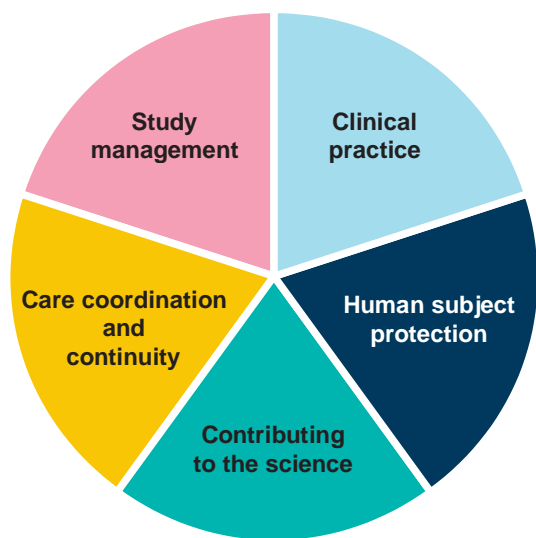 Study
management
Clinical
practice
Care coordination
and
continuity
Human subject
protection
Contributing
to the science